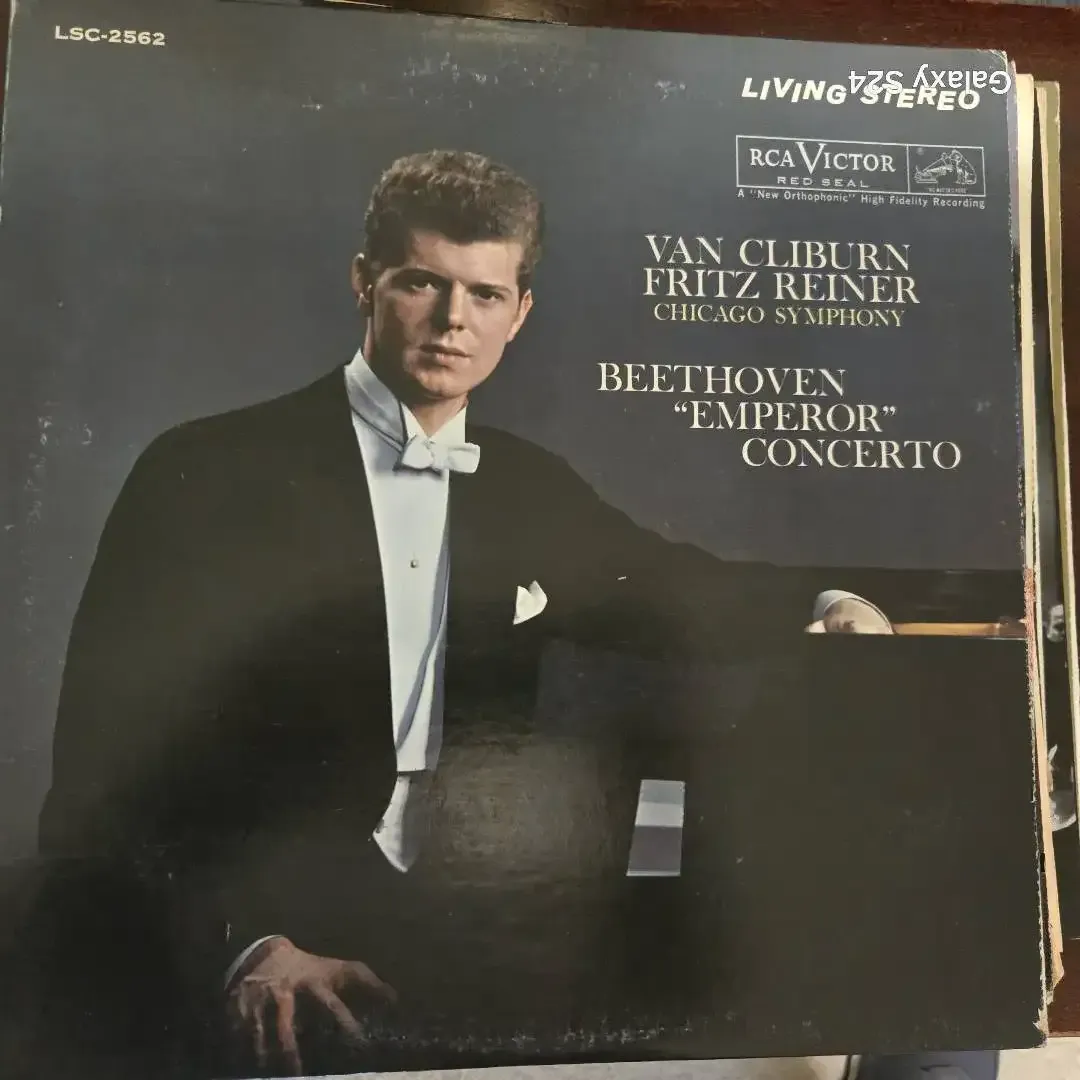 LSC-2562
Galaxy S24
LIVING STEREO
RCA VICTOR
RED SEAL
A "New Orthophonic" High Fidelity Recording
VAN CLIBURN
FRITZ REINER
CHICAGO SYMPHONY
BEETHOVEN
“EMPEROR”
CONCERTO